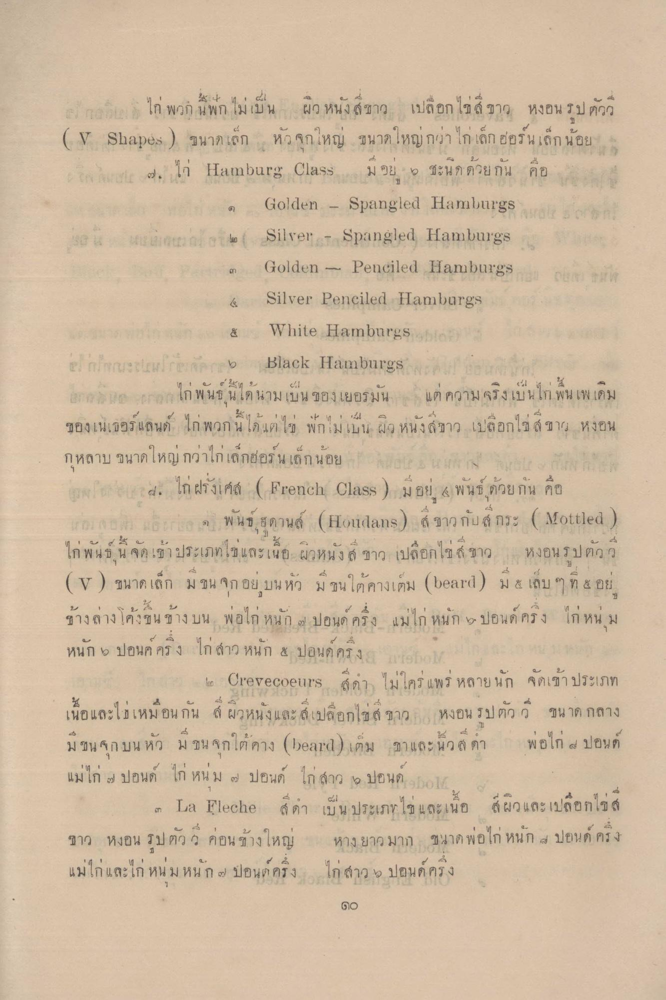 ไก่พวกนี้ฟักไม่เป็น ผิวหนังสีขาว เปลือกไข่สีขาว หงอนรูปตัววี
( V Shapes ) ขนาดเล็ก หัวจุกใหญ่ ขนาดใหญ่กว่าไก่เล็กฮอร์นเล็กน้อย
๗. ไก่ Hamburg Class มีอยู่ ๖ ชะนิดด้วยกัน คือ
๑ Golden – Spangled Hamburgs
๒ Silver – Spangled Hamburgs
๓ Golden — Penciled Hamburgs
๔ Silver Penciled Hamburgs
๕ White Hamburgs
๖ Black Hamburgs
ไก่พันธุ์นี้ได้นามเป็นของเยอรมัน แต่ความจริงเป็นไก่พื้นเพเดิม
ของเนเธอร์แลนด์ ไก่พวกนี้ได้แต่ไข่ ฟักไม่เป็น ผิวหนังสีขาว เปลือกไข่สีขาว หงอน
กุหลาบ ขนาดใหญ่กว่าไก่เล็กฮอร์นเล็กน้อย
๘. ไก่ฝรั่งเศส ( French Class ) มีอยู่ ๔ พันธุ์ด้วยกัน คือ
๑ พันธุ์ฮูดานส์ (Houdans) สีขาวกับสีกระ ( Mottled )
ไก่พันธุ์นี้จัดเข้าประเภทไข่และเนื้อ ผิวหนังสีขาว เปลือกไข่สีขาว หงอนรูปตัววี
( V ) ขนาดเล็ก มีขนจุกอยู่บนหัว มีขนใต้คางเต็ม (beard) มี ๕ เล็บๆที่ ๕ อยู่
ข้างล่างโค้งขึ้นข้างบน พ่อไก่หนัก ๗ ปอนด์ครึ่ง แม่ไก่หนัก ๖ ปอนด์ครึ่ง ไก่หนุ่ม
หนัก ๖ ปอนด์ครึ่ง ไก่สาวหนัก ๕ ปอนด์ครึ่ง
๒ Crevecoeurs สีดำ ไม่ใคร่แพร่หลายนัก จัดเข้าประเภท
เนื้อและไข่เหมือนกัน สีผิวหนังและสีเปลือกไข่สีขาว หงอนรูปตัววี ขนาดกลาง
มีขนจุกบนหัว มีขนจุกใต้คาง (beard) เต็ม ขาและนิ้วสีดำ พ่อไก่ ๘ ปอนด์
แม่ไก่ ๗ ปอนด์ ไก่หนุ่ม ๗ ปอนด์ ไก่สาว ๖ ปอนด์
๓ La Fleche สีดำ เป็นประเภทไข่และเนื้อ สีผิวและเปลือกไข่สี
ขาว หงอนรูปตัววี ค่อนข้างใหญ่ หางยาวมาก ขนาดพ่อไก่หนัก ๘ ปอนด์ครึ่ง
แม่ไก่และไก่หนุ่มหนัก ๗ ปอนด์ครึ่ง ไก่สาว ๖ ปอนด์ครึ่ง
๑๐